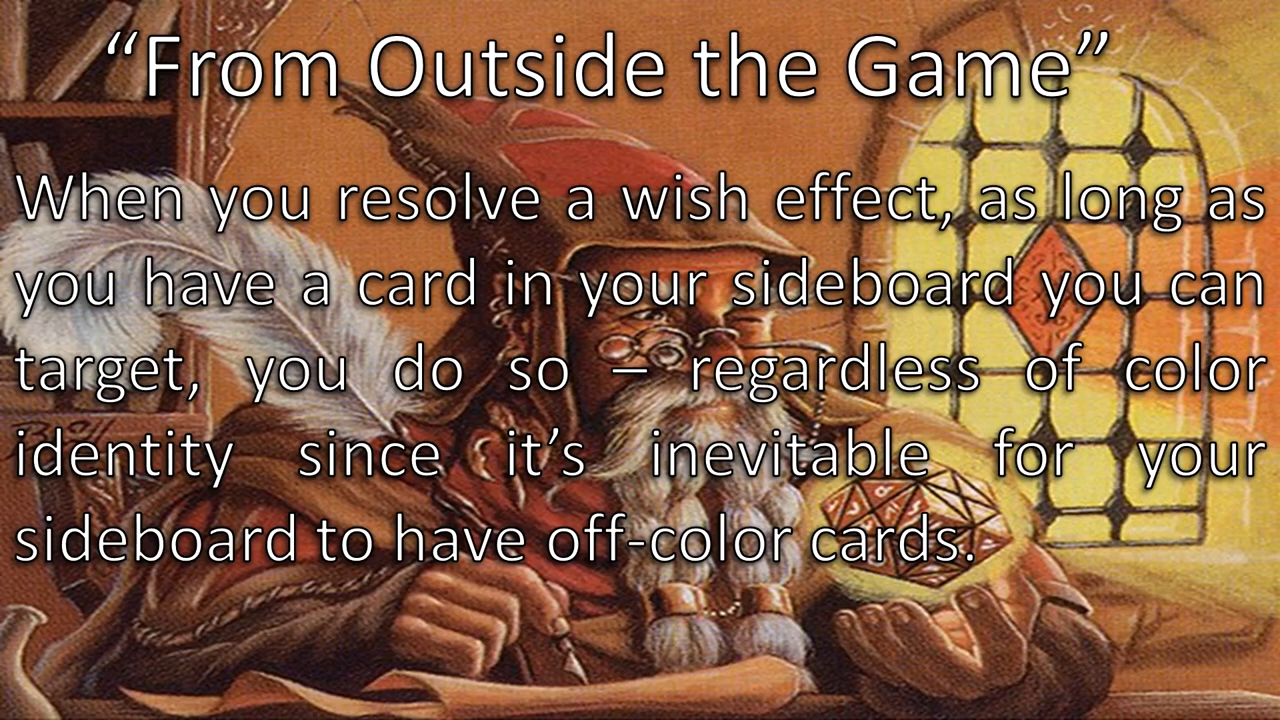 “From Outside the Game”
When you resolve a wish effect, as long as
you have a card in your sideboard you can
target, you do so – regardless of color
identity since it’s inevitable for your
sideboard to have off-color cards.